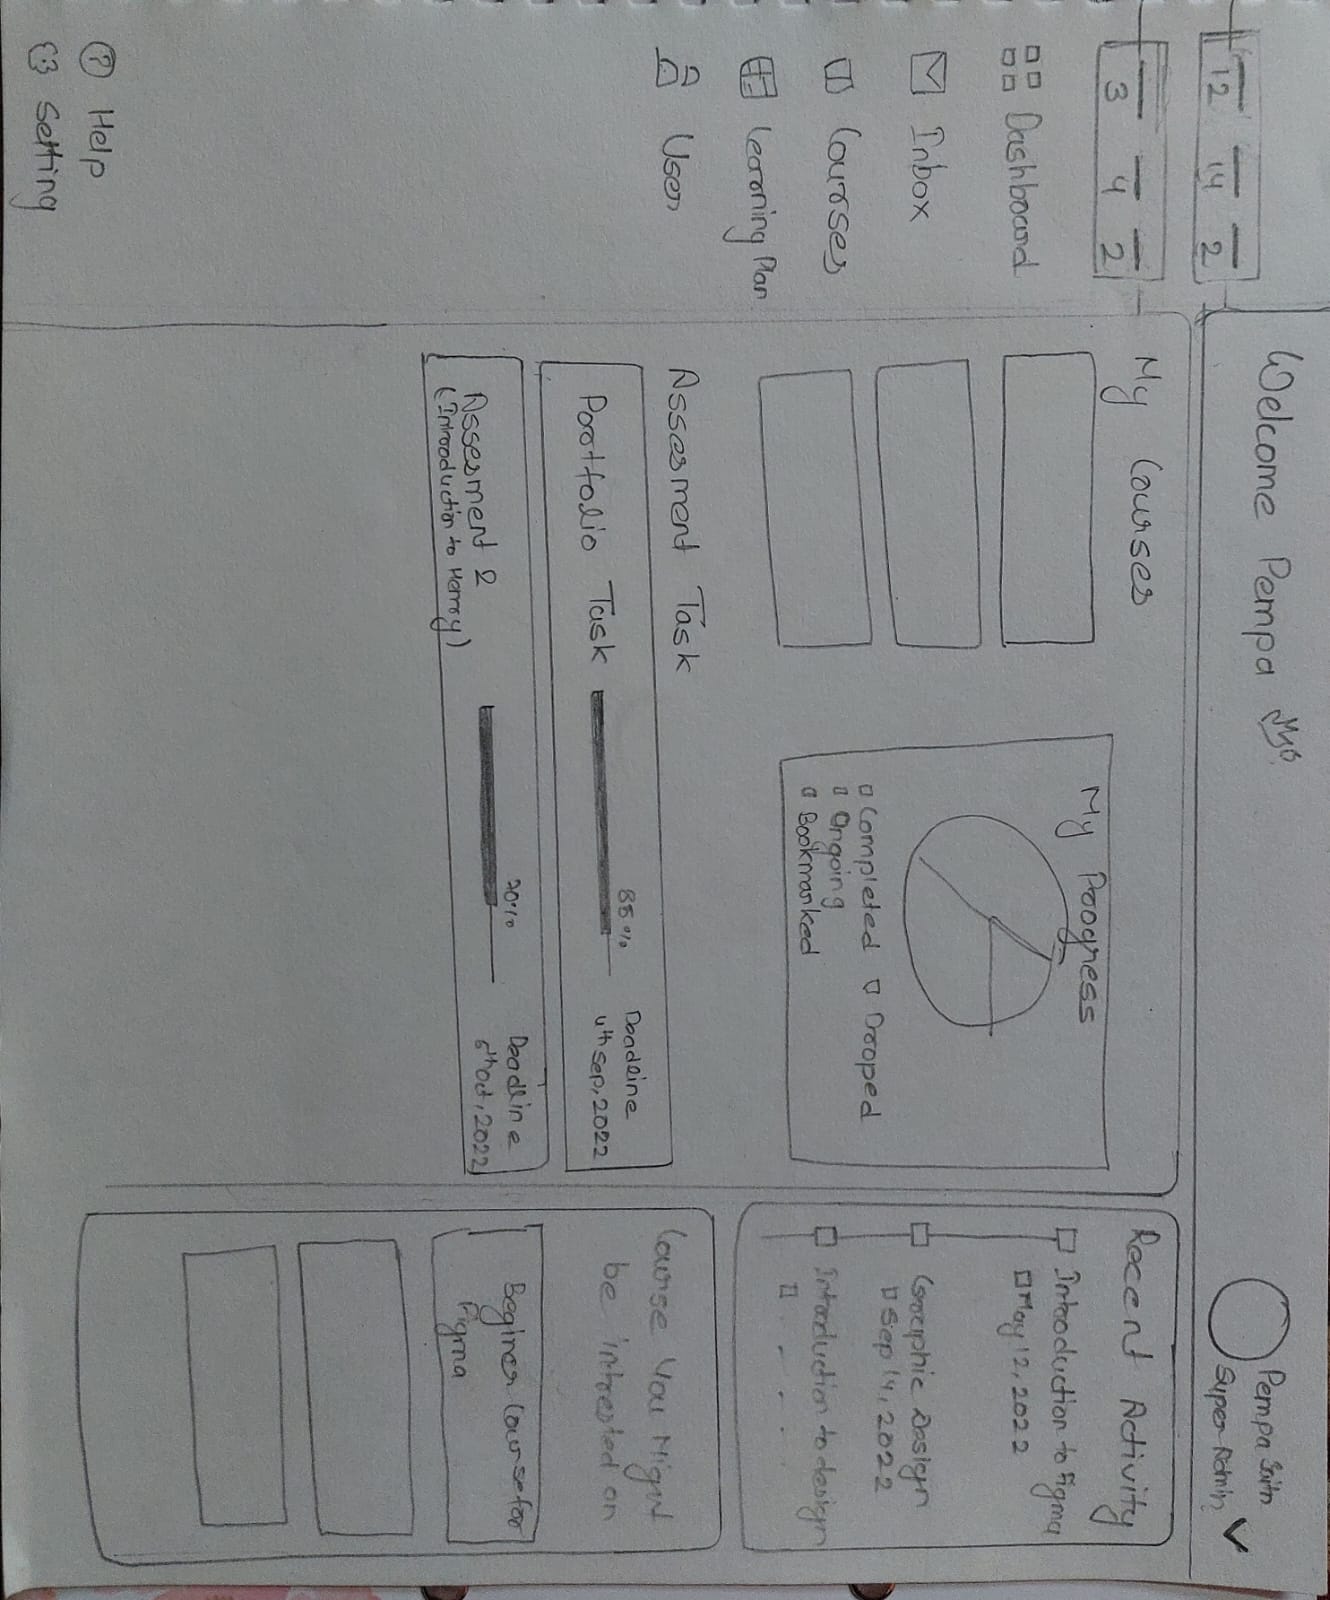 12 14 2
3 4 2
Dashboard
Inbox
Courses
Learning Plan
User
Help
Setting
Welcome Pempa
Pempa
Super Admin
My Courses
My Progress
Completed Droped
Ongoing
Bookmarked
Assesment Task
Portfolio Task 85% Deadline
4th Sep, 2022
Assesment 2 70% Deadline
(Introduction to Harroy) 6th Oct, 2022
Recent Activity
Introduction to figma
May 12, 2022
Graphic Design
Sep 14, 2022
Introduction to design
Course You Might
be intrested on
Beginer Course for
Figma